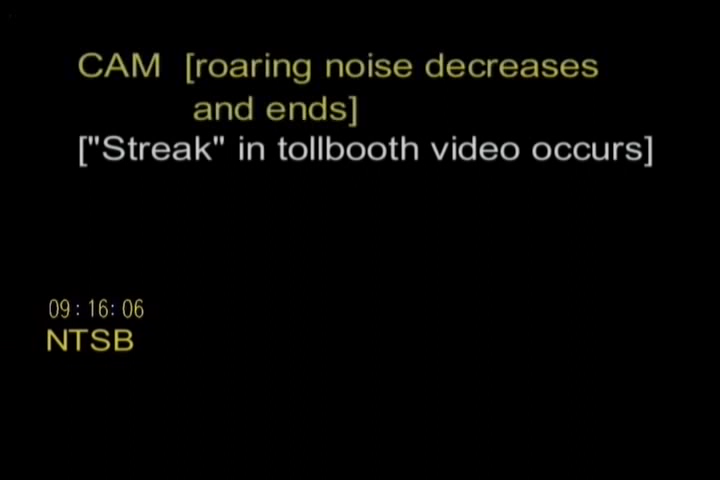 CAM [roaring noise decreases
and ends]
["Streak" in tollbooth video occurs]
09:16:06
NTSB